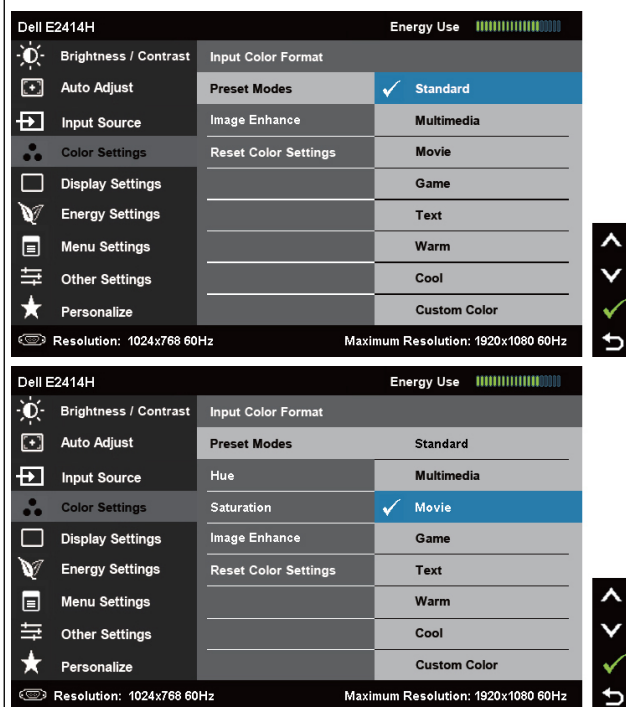 Dell E2414H Energy Use
Brightness / Contrast Input Color Format
Auto Adjust Preset Modes Standard
Input Source Image Enhance Multimedia
Color Settings Reset Color Settings Movie
Display Settings Game
Energy Settings Text
Menu Settings Warm
Other Settings Cool
Personalize Custom Color
Resolution: 1024x768 60Hz Maximum Resolution: 1920x1080 60Hz
Dell E2414H Energy Use
Brightness / Contrast Input Color Format
Auto Adjust Preset Modes Standard
Input Source Hue Multimedia
Color Settings Saturation Movie
Display Settings Image Enhance Game
Energy Settings Reset Color Settings Text
Menu Settings Warm
Other Settings Cool
Personalize Custom Color
Resolution: 1024x768 60Hz Maximum Resolution: 1920x1080 60Hz